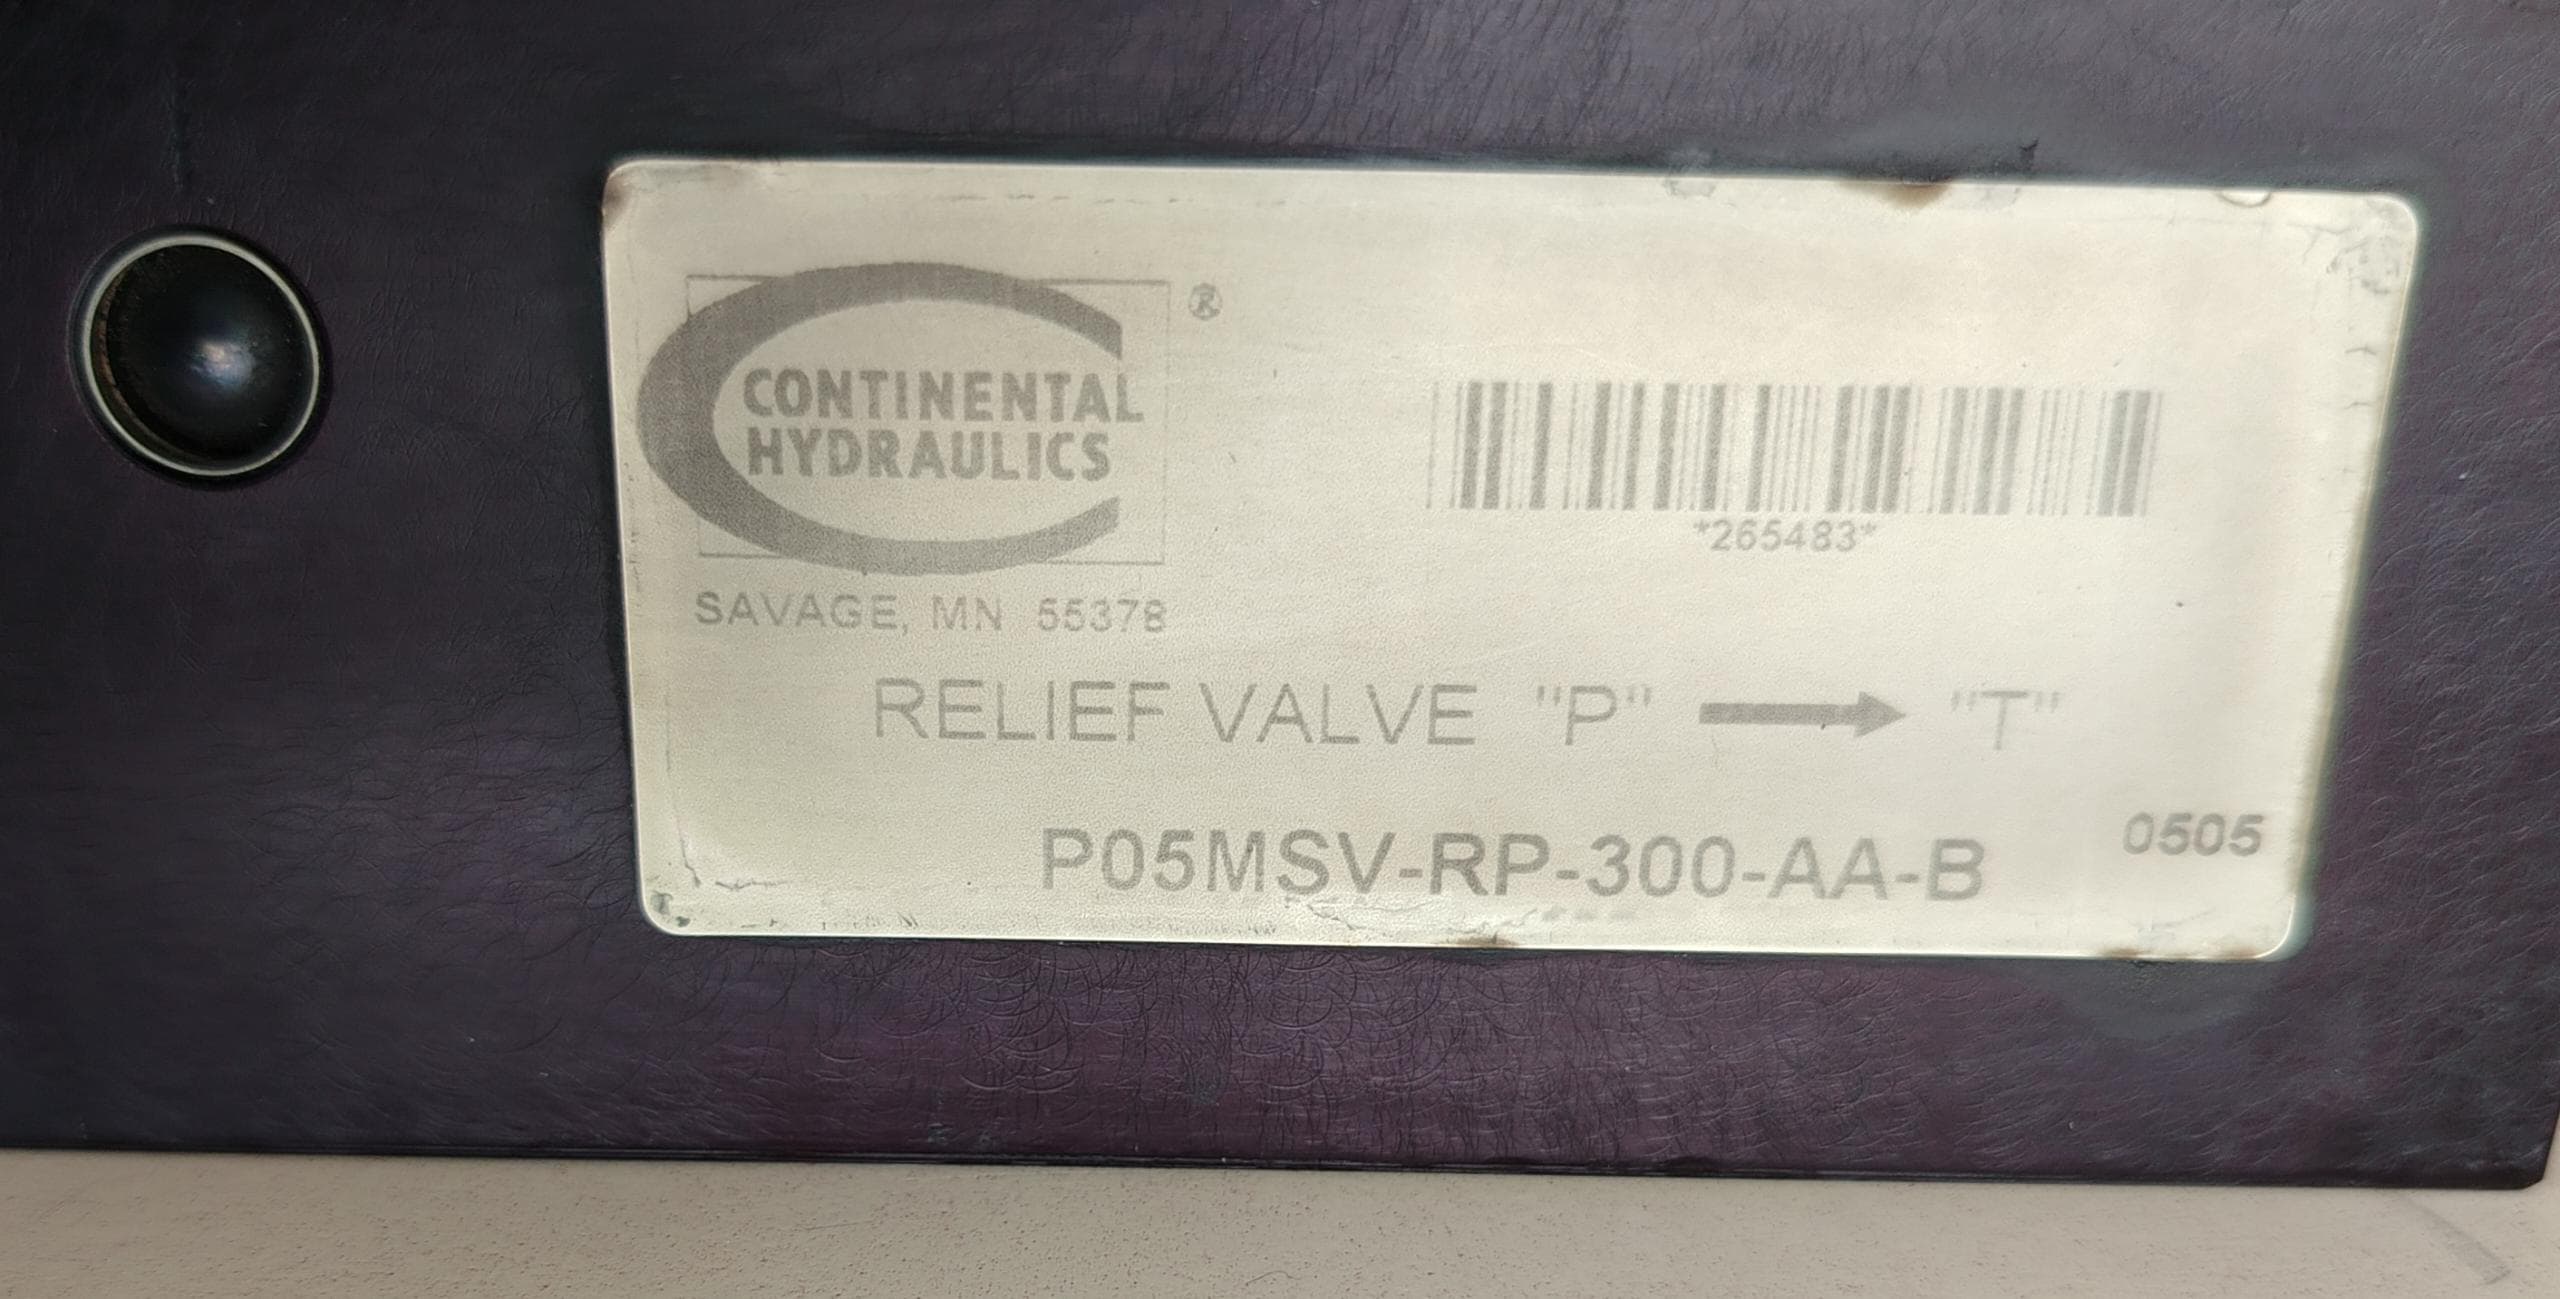 CONTINENTAL
HYDRAULICS
®
*265483*
SAVAGE, MN 55378
RELIEF VALVE "P" → "T"
P05MSV-RP-300-AA-B
0505